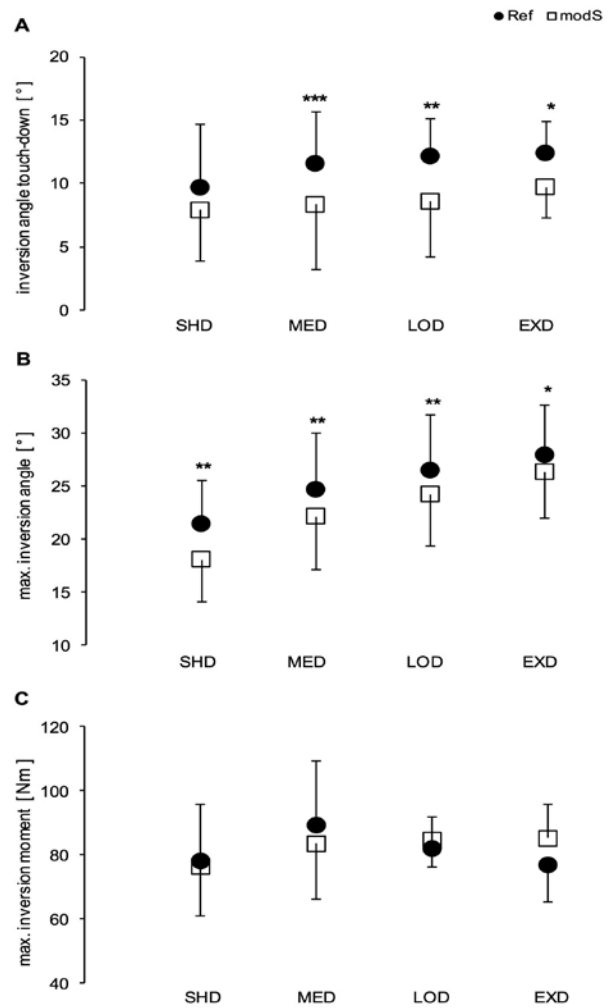 ● Ref □ modS
A
inversion angle touch-down [°]
20
15
10
5
0
*** ** *
SHD MED LOD EXD
B
max. inversion angle [°]
35
30
25
20
15
10
** ** ** *
SHD MED LOD EXD
C
max. inversion moment [Nm]
120
100
80
60
40
SHD MED LOD EXD